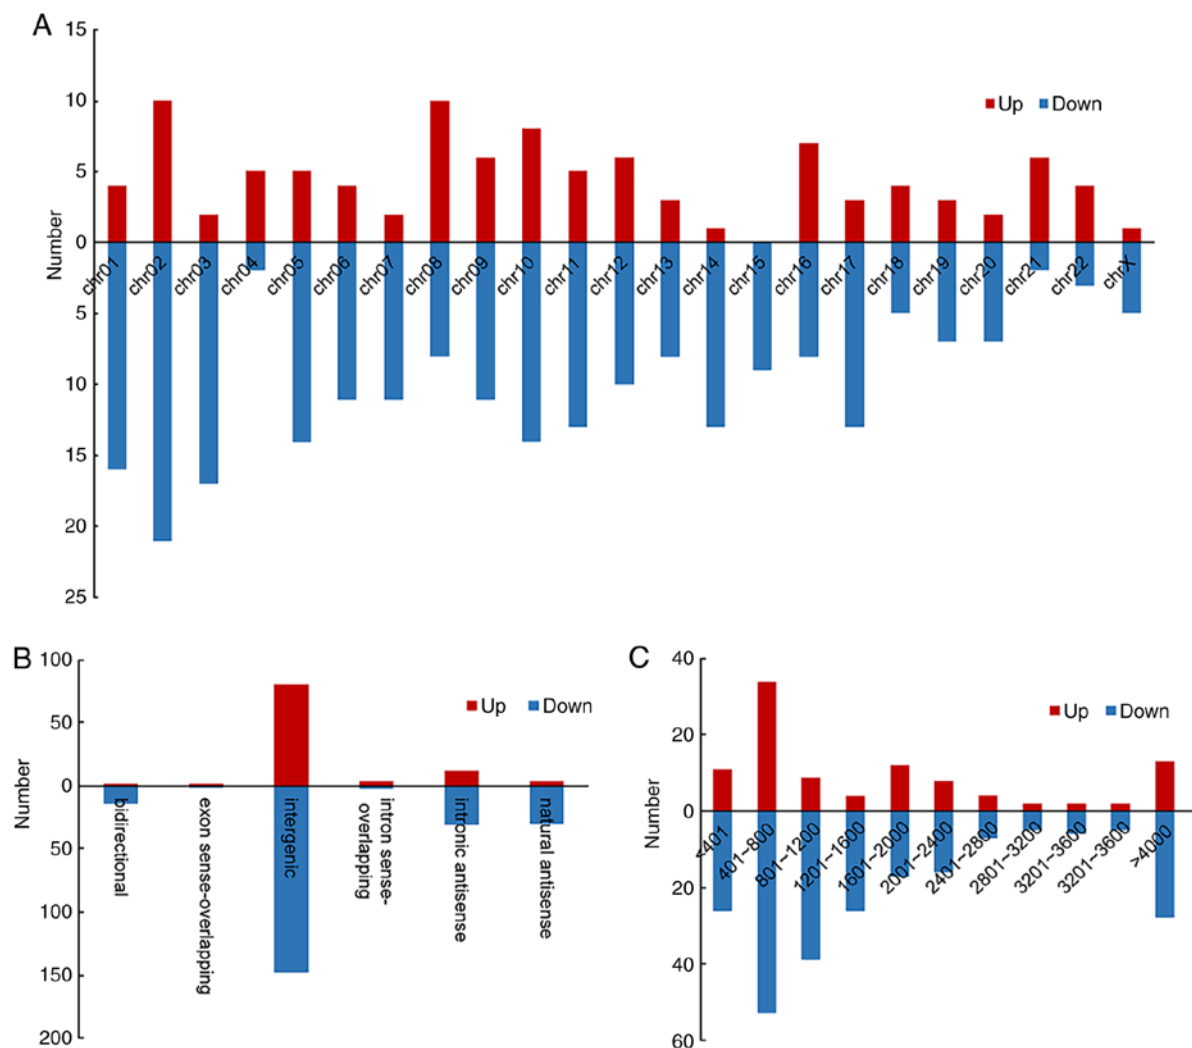 A
15
10
5
0
5
10
15
20
25
Number
Up
Down
chr01
chr02
chr03
chr04
chr05
chr06
chr07
chr08
chr09
chr10
chr11
chr12
chr13
chr14
chr15
chr16
chr17
chr18
chr19
chr20
chr21
chr22
chrX
B
100
50
0
50
100
150
200
Number
Up
Down
bidirectional
exon sense-overlapping
intergenic
intron sense-
overlapping
intronic antisense
natural antisense
C
40
20
0
20
40
60
Number
Up
Down
<401
401~800
801~1200
1201~1600
1601~2000
2001~2400
2401~2800
2801~3200
3201~3600
3201~3600
>4000